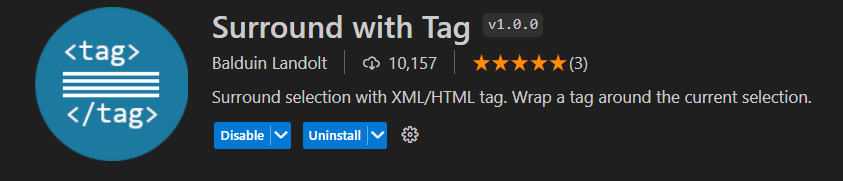 <tag>
</tag>
Surround with Tag v1.0.0
Balduin Landolt 10,157 ★★★★★(3)
Surround selection with XML/HTML tag. Wrap a tag around the current selection.
Disable Uninstall